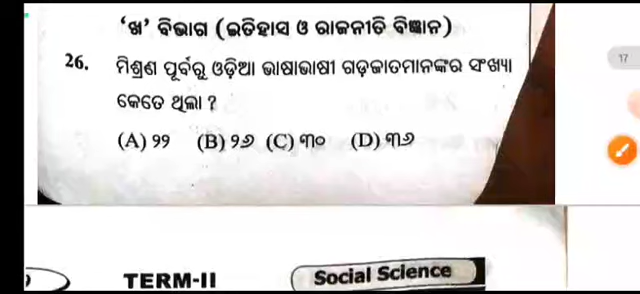 ‘ଖ’ ବିଭାଗ (ଇତିହାସ ଓ ରାଜନୀତି ବିଜ୍ଞାନ)
26. ମିଶ୍ରଣ ପୂର୍ବରୁ ଓଡ଼ିଆ ଭାଷାଭାଷୀ ଗଡ଼ଜାତମାନଙ୍କର ସଂଖ୍ୟା
କେତେ ଥିଲା ?
(A) ୨୨ (B) ୨୬ (C) ୩୦ (D) ୩୬
17
TERM-II Social Science